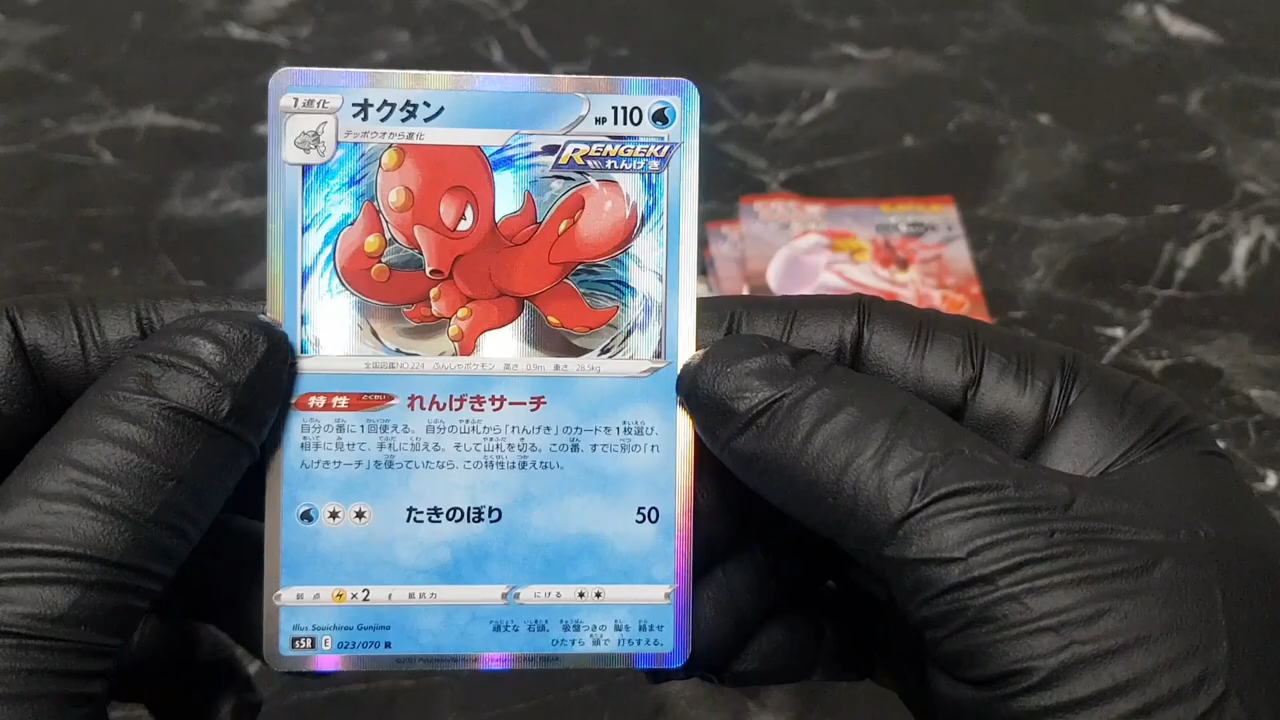 1進化
オクタン
HP 110
テッポウオから進化
RENGEKI
れんげき
全国図鑑NO.224 ふんしゃポケモン 高さ 0.9m 重さ 28.5kg
特性 とくせい れんげきサーチ
自分の番に1回使える。自分の山札から「れんげき」のカードを1枚選び、
相手に見せて、手札に加える。そして山札を切る。この番、すでに別の「れ
んげきサーチ」を使っていたなら、この特性は使えない。
たきのぼり 50
弱点 ×2 抵抗力 にげる
Illus. Souichirou Gunjima
頑丈な 石頭。 吸盤つきの 脚を 絡ませ
ひたすら 頭で 打ちすえる。
s5R E 023/070 R